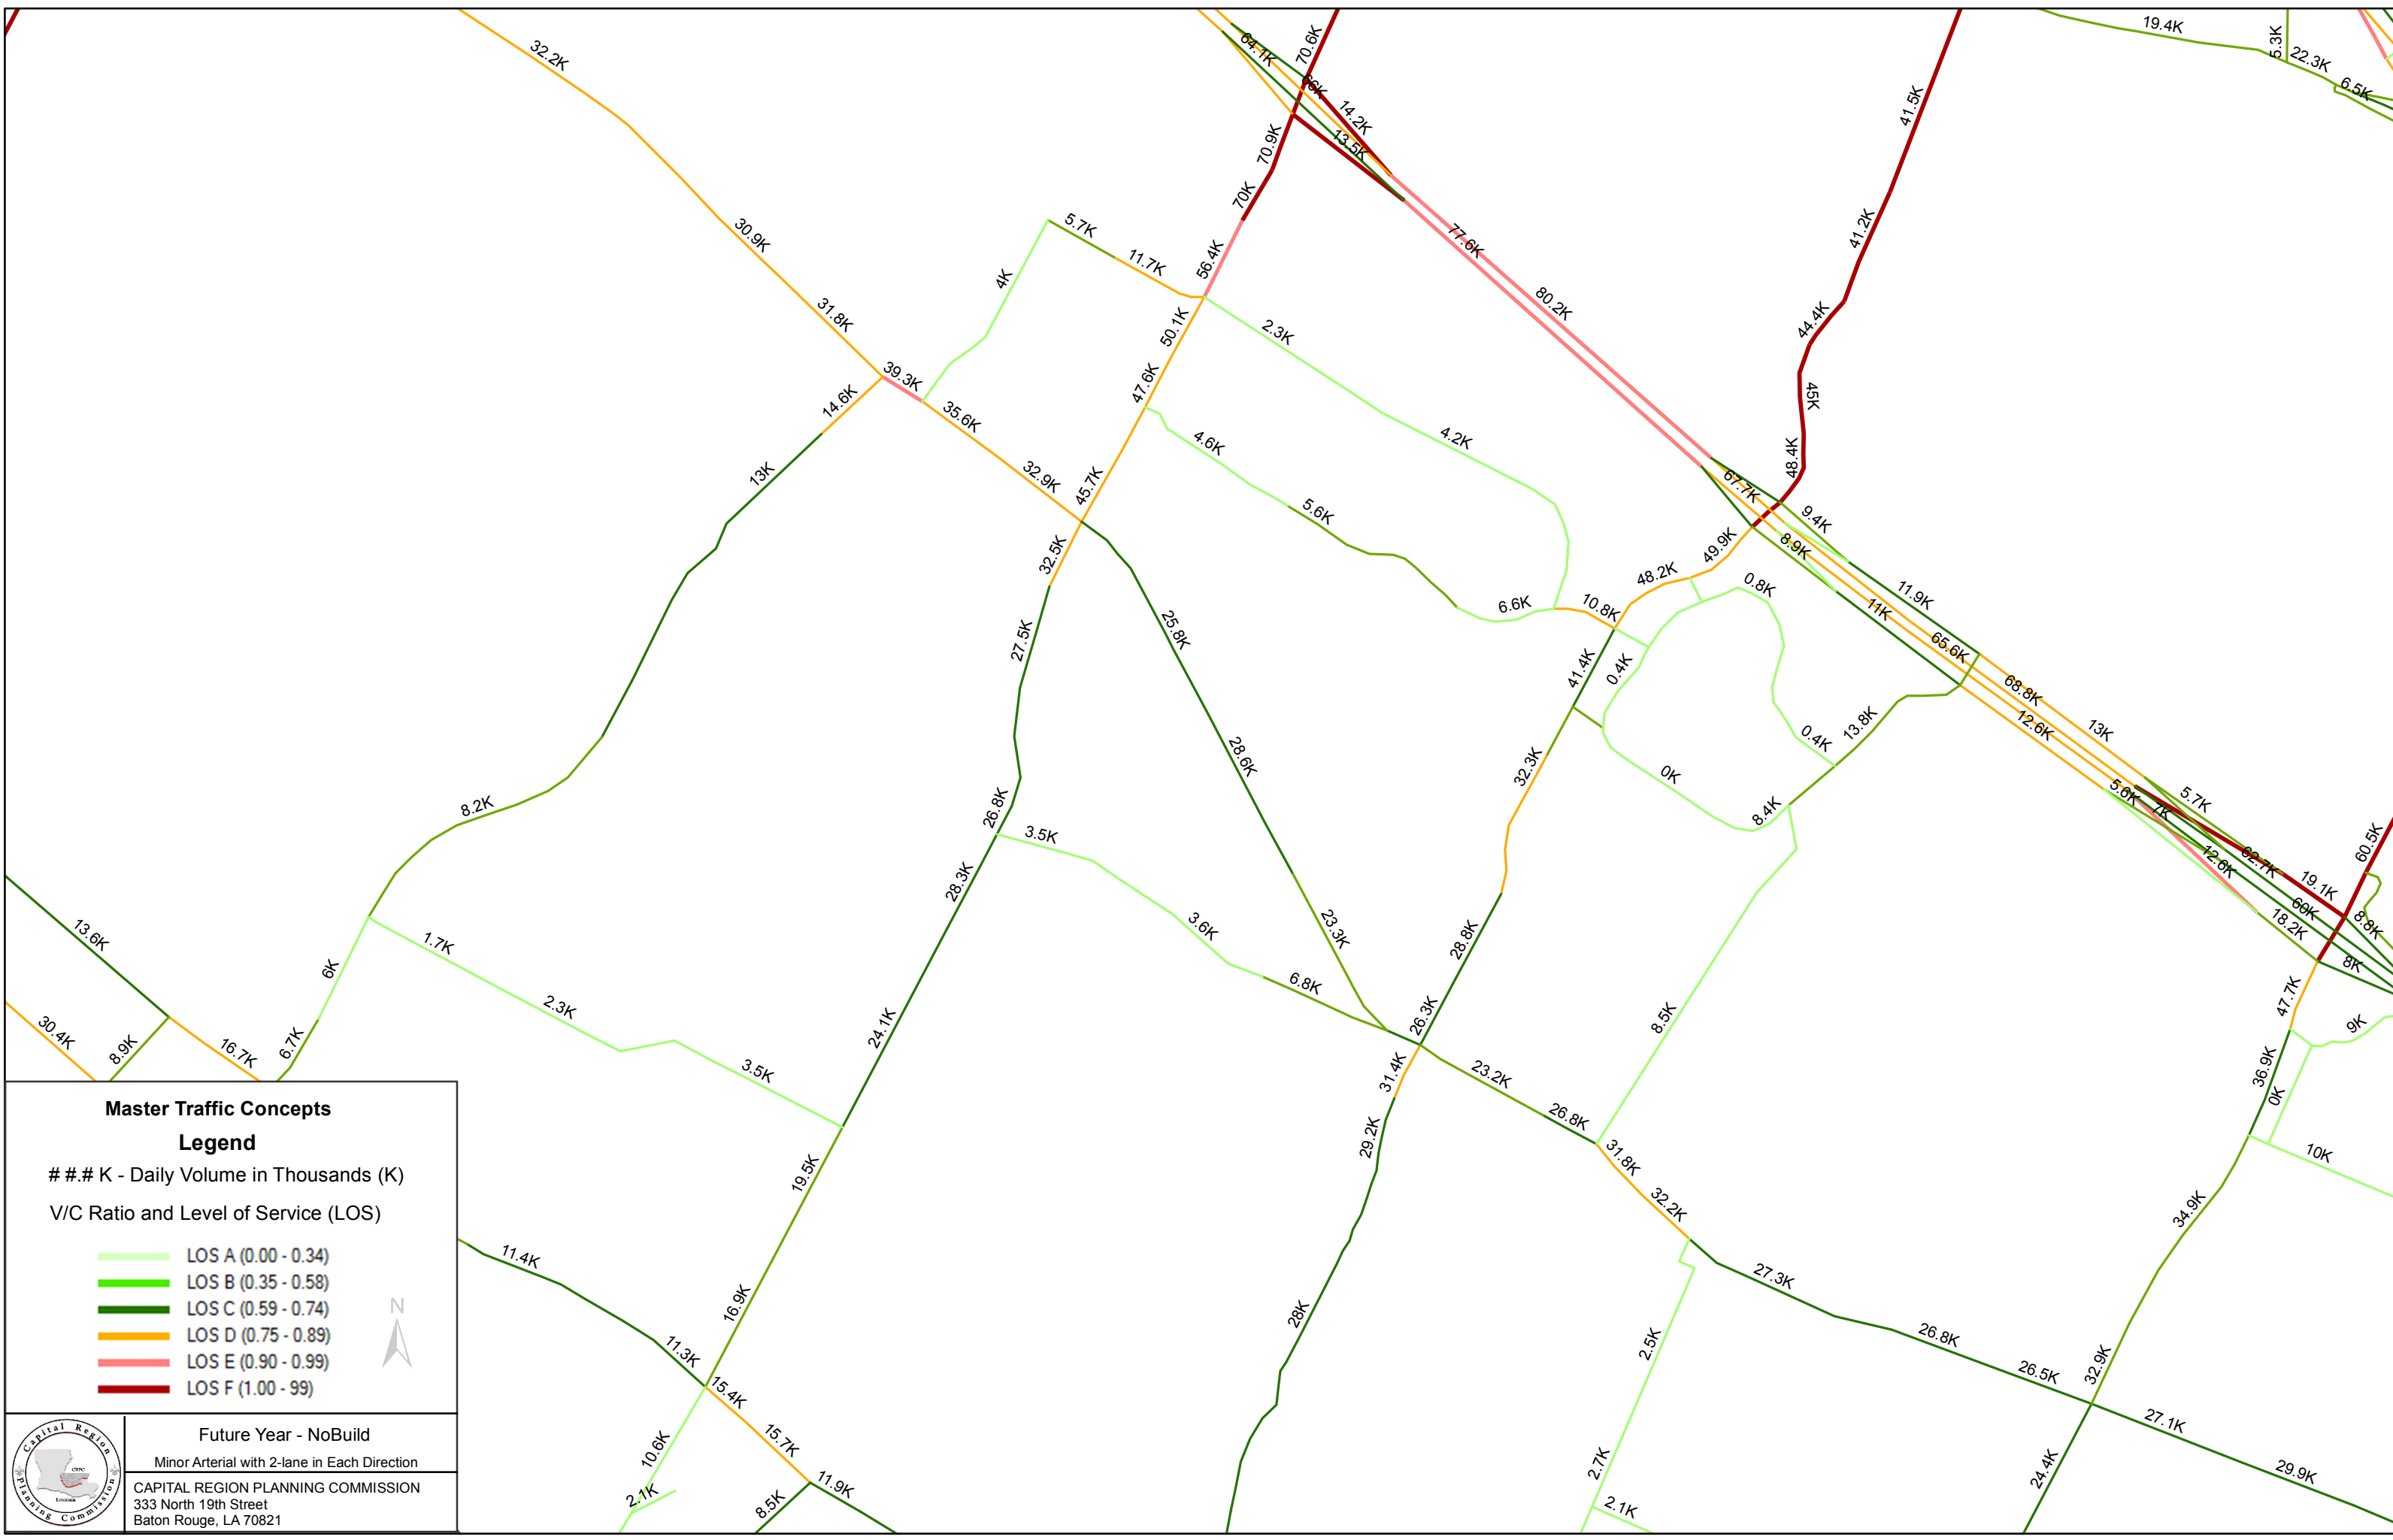 32.2K
64.1K
70.6K
66K
14.2K
13.5K
70.9K
70K
19.4K
5.3K
22.3K
6.5K
41.5K
30.9K
5.7K
11.7K
4K
56.4K
77.6K
80.2K
41.2K
31.8K
39.3K
14.6K
35.6K
50.1K
2.3K
47.6K
44.4K
45K
4.6K
4.2K
13K
32.9K
45.7K
5.6K
48.4K
67.7K
9.4K
8.9K
49.9K
32.5K
48.2K
0.8K
11.9K
11K
27.5K
25.8K
6.6K
10.8K
41.4K
0.4K
65.6K
68.8K
12.6K
13K
28.6K
32.3K
0K
0.4K
13.8K
8.4K
8.2K
26.8K
3.5K
5.6K
7K
5.7K
62.7K
12.6K
19.1K
60.5K
60K
18.2K
8.8K
8K
13.6K
6K
1.7K
28.3K
3.6K
23.3K
28.8K
30.4K
8.9K
16.7K
6.7K
2.3K
24.1K
6.8K
26.3K
8.5K
47.7K
9K
3.5K
31.4K
23.2K
26.8K
36.9K
0K
10K
19.5K
29.2K
31.8K
32.2K
34.9K
11.4K
16.9K
28K
27.3K
2.5K
26.8K
26.5K
32.9K
11.3K
15.4K
15.7K
10.6K
2.1K
8.5K
11.9K
2.7K
2.1K
27.1K
24.4K
29.9K
Master Traffic Concepts
Legend
# #.# K - Daily Volume in Thousands (K)
V/C Ratio and Level of Service (LOS)
LOS A (0.00 - 0.34)
LOS B (0.35 - 0.58)
LOS C (0.59 - 0.74)
LOS D (0.75 - 0.89)
LOS E (0.90 - 0.99)
LOS F (1.00 - 99)
N
Capital Region
Planning Commission
CRPC
Louisiana
Future Year - NoBuild
Minor Arterial with 2-lane in Each Direction
CAPITAL REGION PLANNING COMMISSION
333 North 19th Street
Baton Rouge, LA 70821